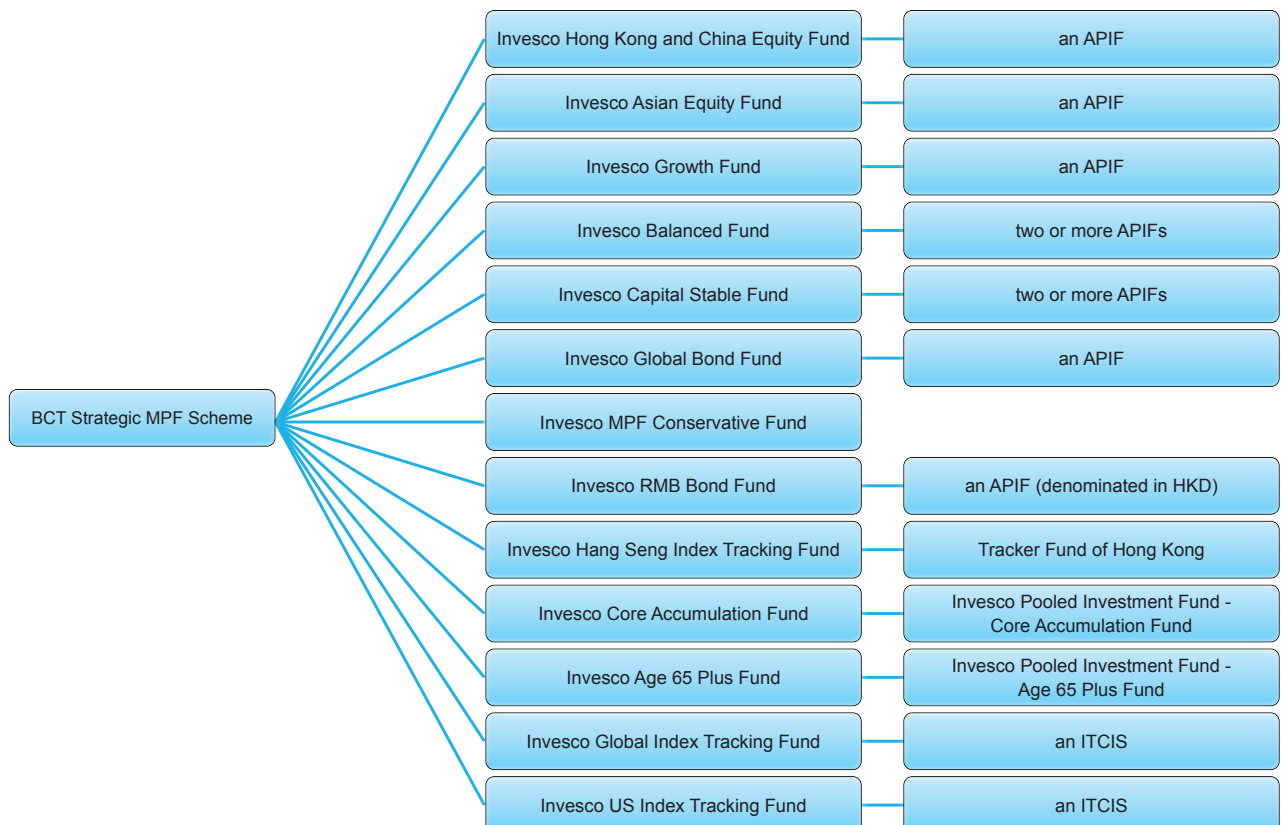 Invesco Hong Kong and China Equity Fund
an APIF
Invesco Asian Equity Fund
an APIF
Invesco Growth Fund
an APIF
Invesco Balanced Fund
two or more APIFs
Invesco Capital Stable Fund
two or more APIFs
Invesco Global Bond Fund
an APIF
BCT Strategic MPF Scheme
Invesco MPF Conservative Fund
Invesco RMB Bond Fund
an APIF (denominated in HKD)
Invesco Hang Seng Index Tracking Fund
Tracker Fund of Hong Kong
Invesco Core Accumulation Fund
Invesco Pooled Investment Fund -
Core Accumulation Fund
Invesco Age 65 Plus Fund
Invesco Pooled Investment Fund -
Age 65 Plus Fund
Invesco Global Index Tracking Fund
an ITCIS
Invesco US Index Tracking Fund
an ITCIS